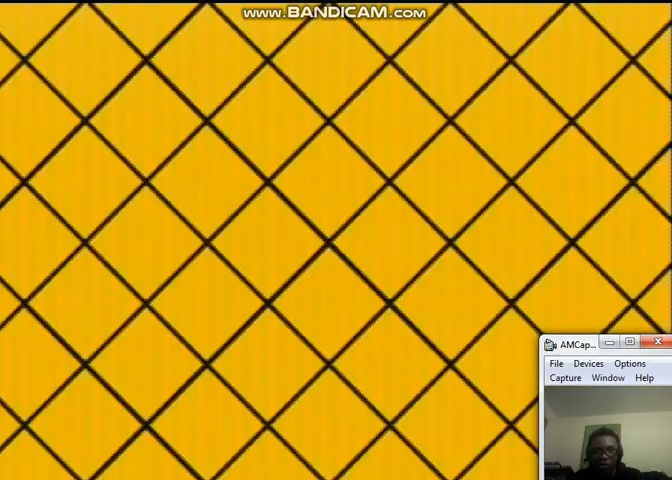 www.BANDICAM.com
AMCap...
File Devices Options
Capture Window Help